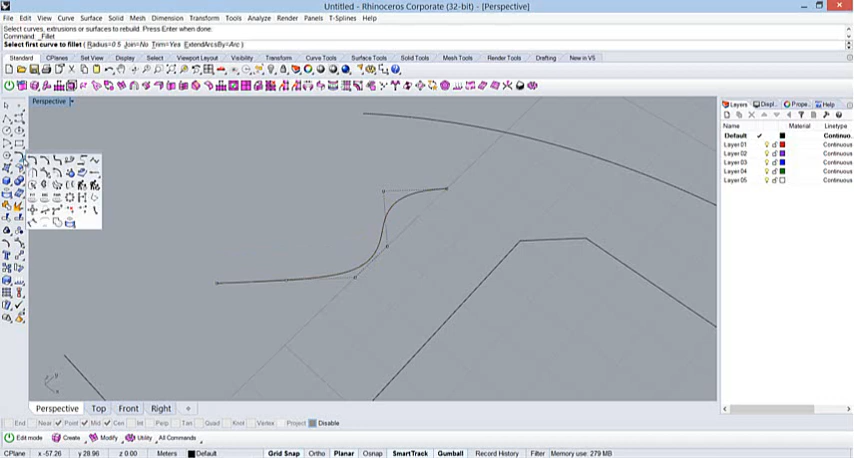 Untitled - Rhinoceros Corporate (32-bit) - [Perspective]
File Edit View Curve Surface Solid Mesh Dimension Transform Tools Analyze Render Panels T-Splines Help
Select curves, extrusions or surfaces to rebuild. Press Enter when done:
Command: _Fillet
Select first curve to fillet ( Radius=0.5 Join=No Trim=Yes ExtendArcsBy=Arc )
Standard CPlanes Set View Display Select Viewport Layout Visibility Transform Curve Tools Surface Tools Solid Tools Mesh Tools Render Tools Drafting New in V5
Perspective
Layers Displ.. Prope.. Help
Name Material Linetype
Default Continuo..
Layer 01 Continuous
Layer 02 Continuous
Layer 03 Continuous
Layer 04 Continuous
Layer 05 Continuous
Perspective Top Front Right
End Near Point Mid Cen Int Perp Tan Quad Knot Vertex Project Disable
Edit mode Create Modify Utility All Commands
CPlane x -57.26 y 28.96 z 0.00 Meters Default Grid Snap Ortho Planar Osnap SmartTrack Gumball Record History Filter Memory use: 279 MB